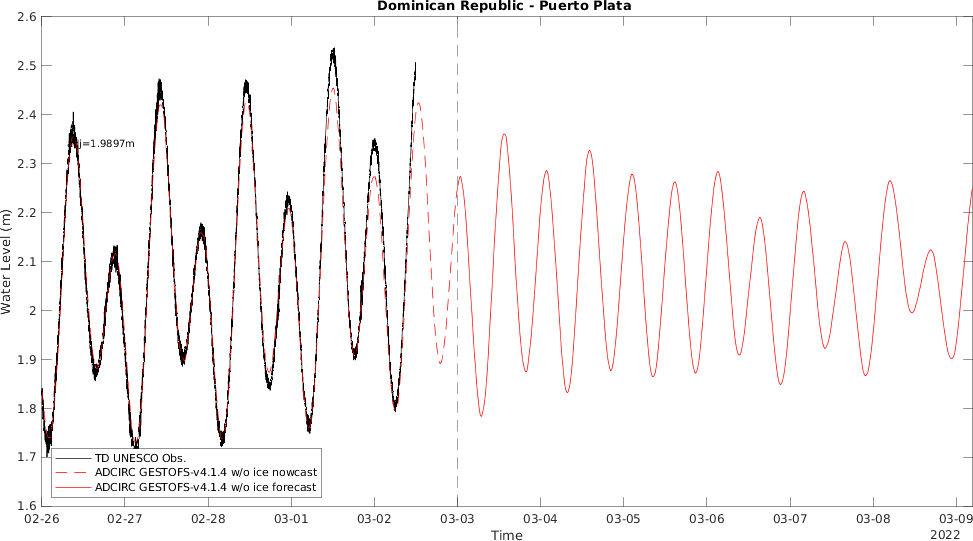 Dominican Republic - Puerto Plata
2.6
2.5
2.4
2.3
2.2
2.1
2
1.9
1.8
1.7
1.6
Water Level (m)
j=1.9897m
TD UNESCO Obs.
ADCIRC GESTOFS-v4.1.4 w/o ice nowcast
ADCIRC GESTOFS-v4.1.4 w/o ice forecast
02-26 02-27 02-28 03-01 03-02 03-03 03-04 03-05 03-06 03-07 03-08 03-09
Time
2022